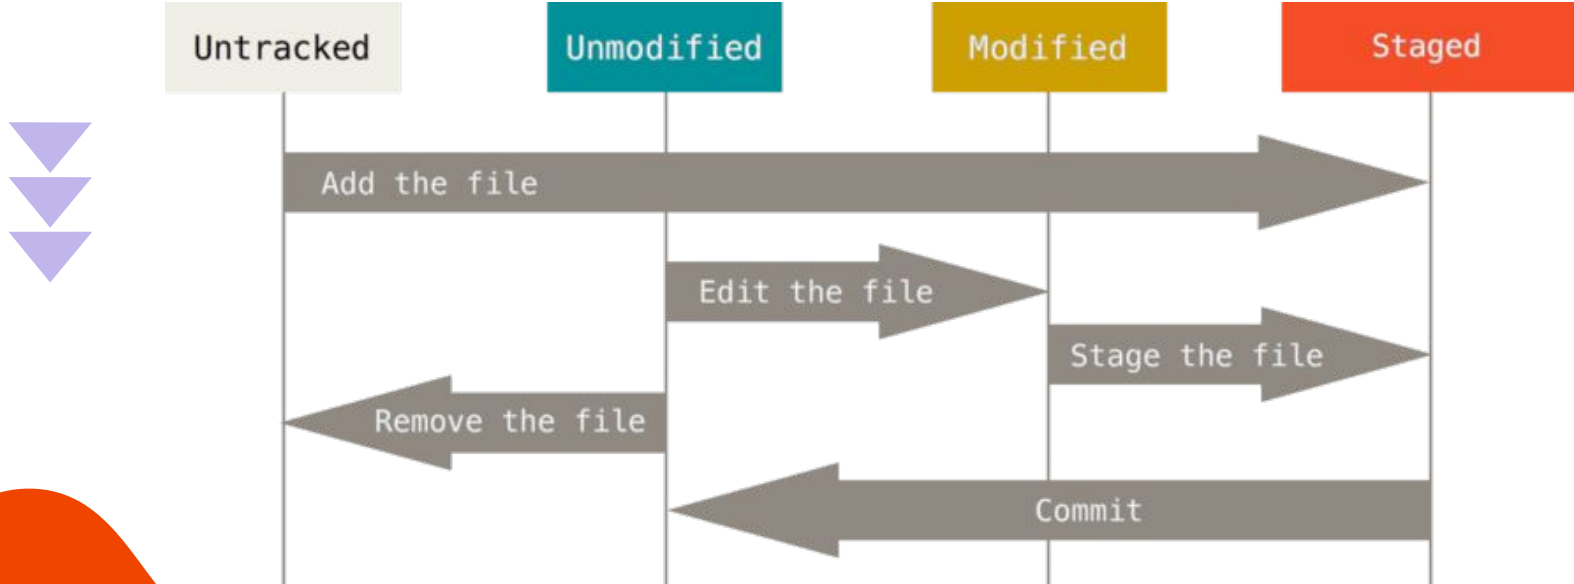 Untracked
Unmodified
Modified
Staged
Add the file
Edit the file
Stage the file
Remove the file
Commit